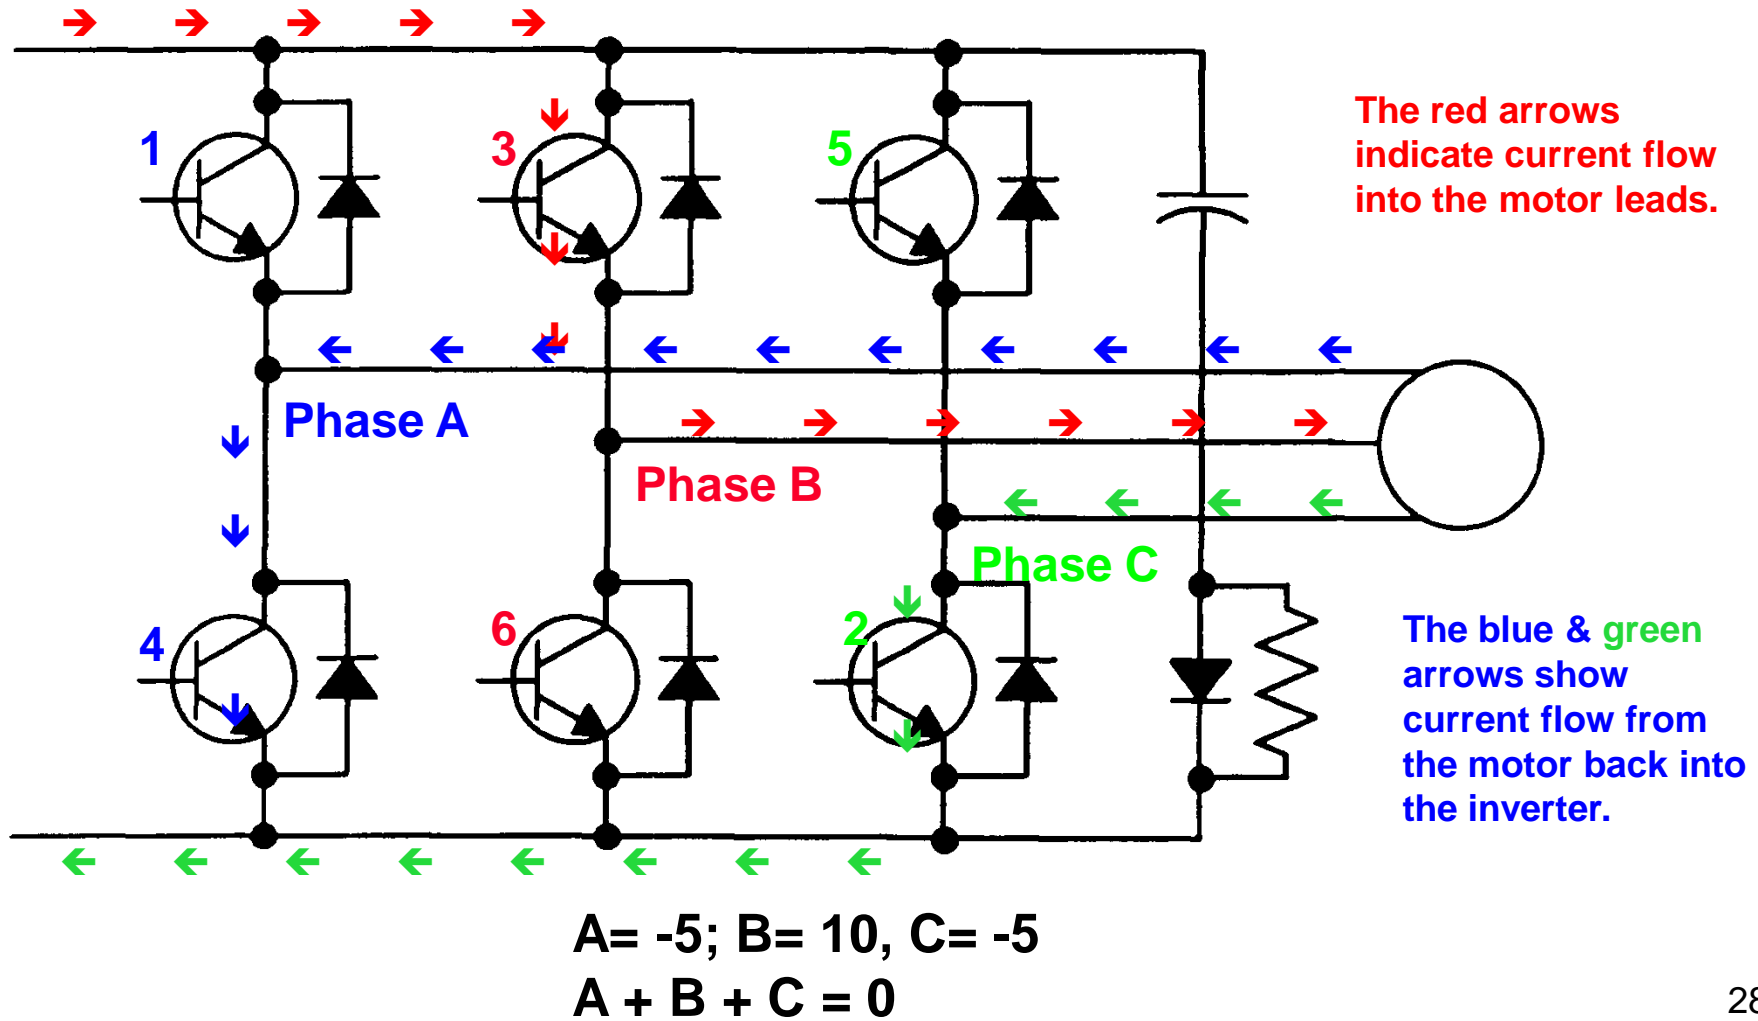 The red arrows
indicate current flow
into the motor leads.
1
3
5
Phase A
Phase B
Phase C
4
6
2
The blue & green
arrows show
current flow from
the motor back into
the inverter.
A= -5; B= 10, C= -5
A + B + C = 0
28